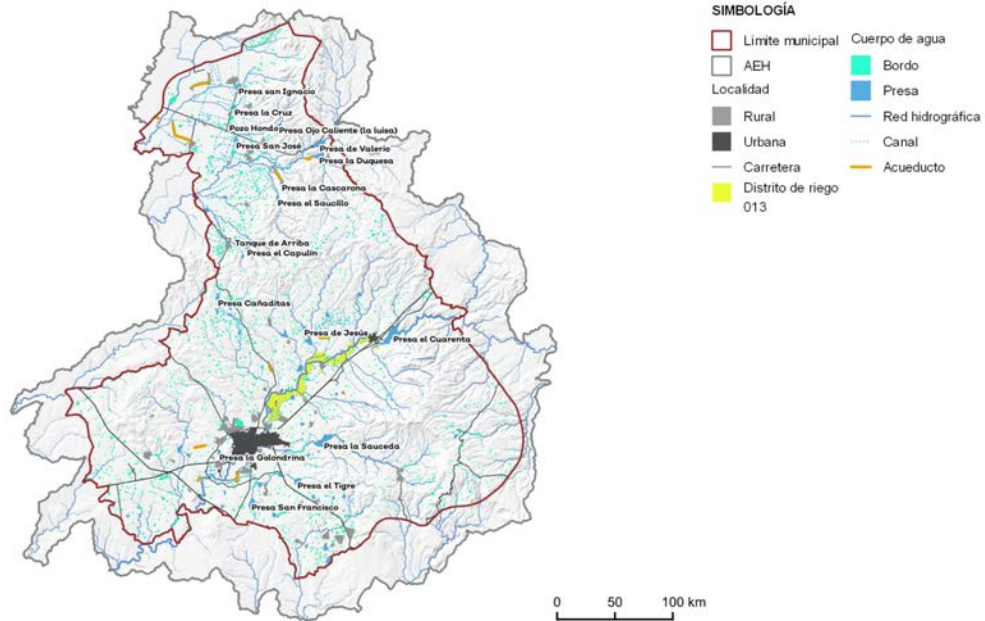 SIMBOLOGÍA
Limite municipal
AEH
Localidad
Rural
Urbana
Carretera
Distrito de riego
013
Cuerpo de agua
Bordo
Presa
Red hidrográfica
Canal
Acueducto
Presa san Ignacio
Presa la Cruz
Pozo Hondo
Presa Ojo Caliente (la luisa)
Presa San José
Presa de Valerio
Presa la Duquesa
Presa la Cascarona
Presa el Saucillo
Tanque de Arriba
Presa el Capulín
Presa Cañaditas
Presa de Jesús
Presa el Cuarenta
Presa la Sauceda
Presa la Golondrina
Presa el Tigre
Presa San Francisco
0 50 100 km